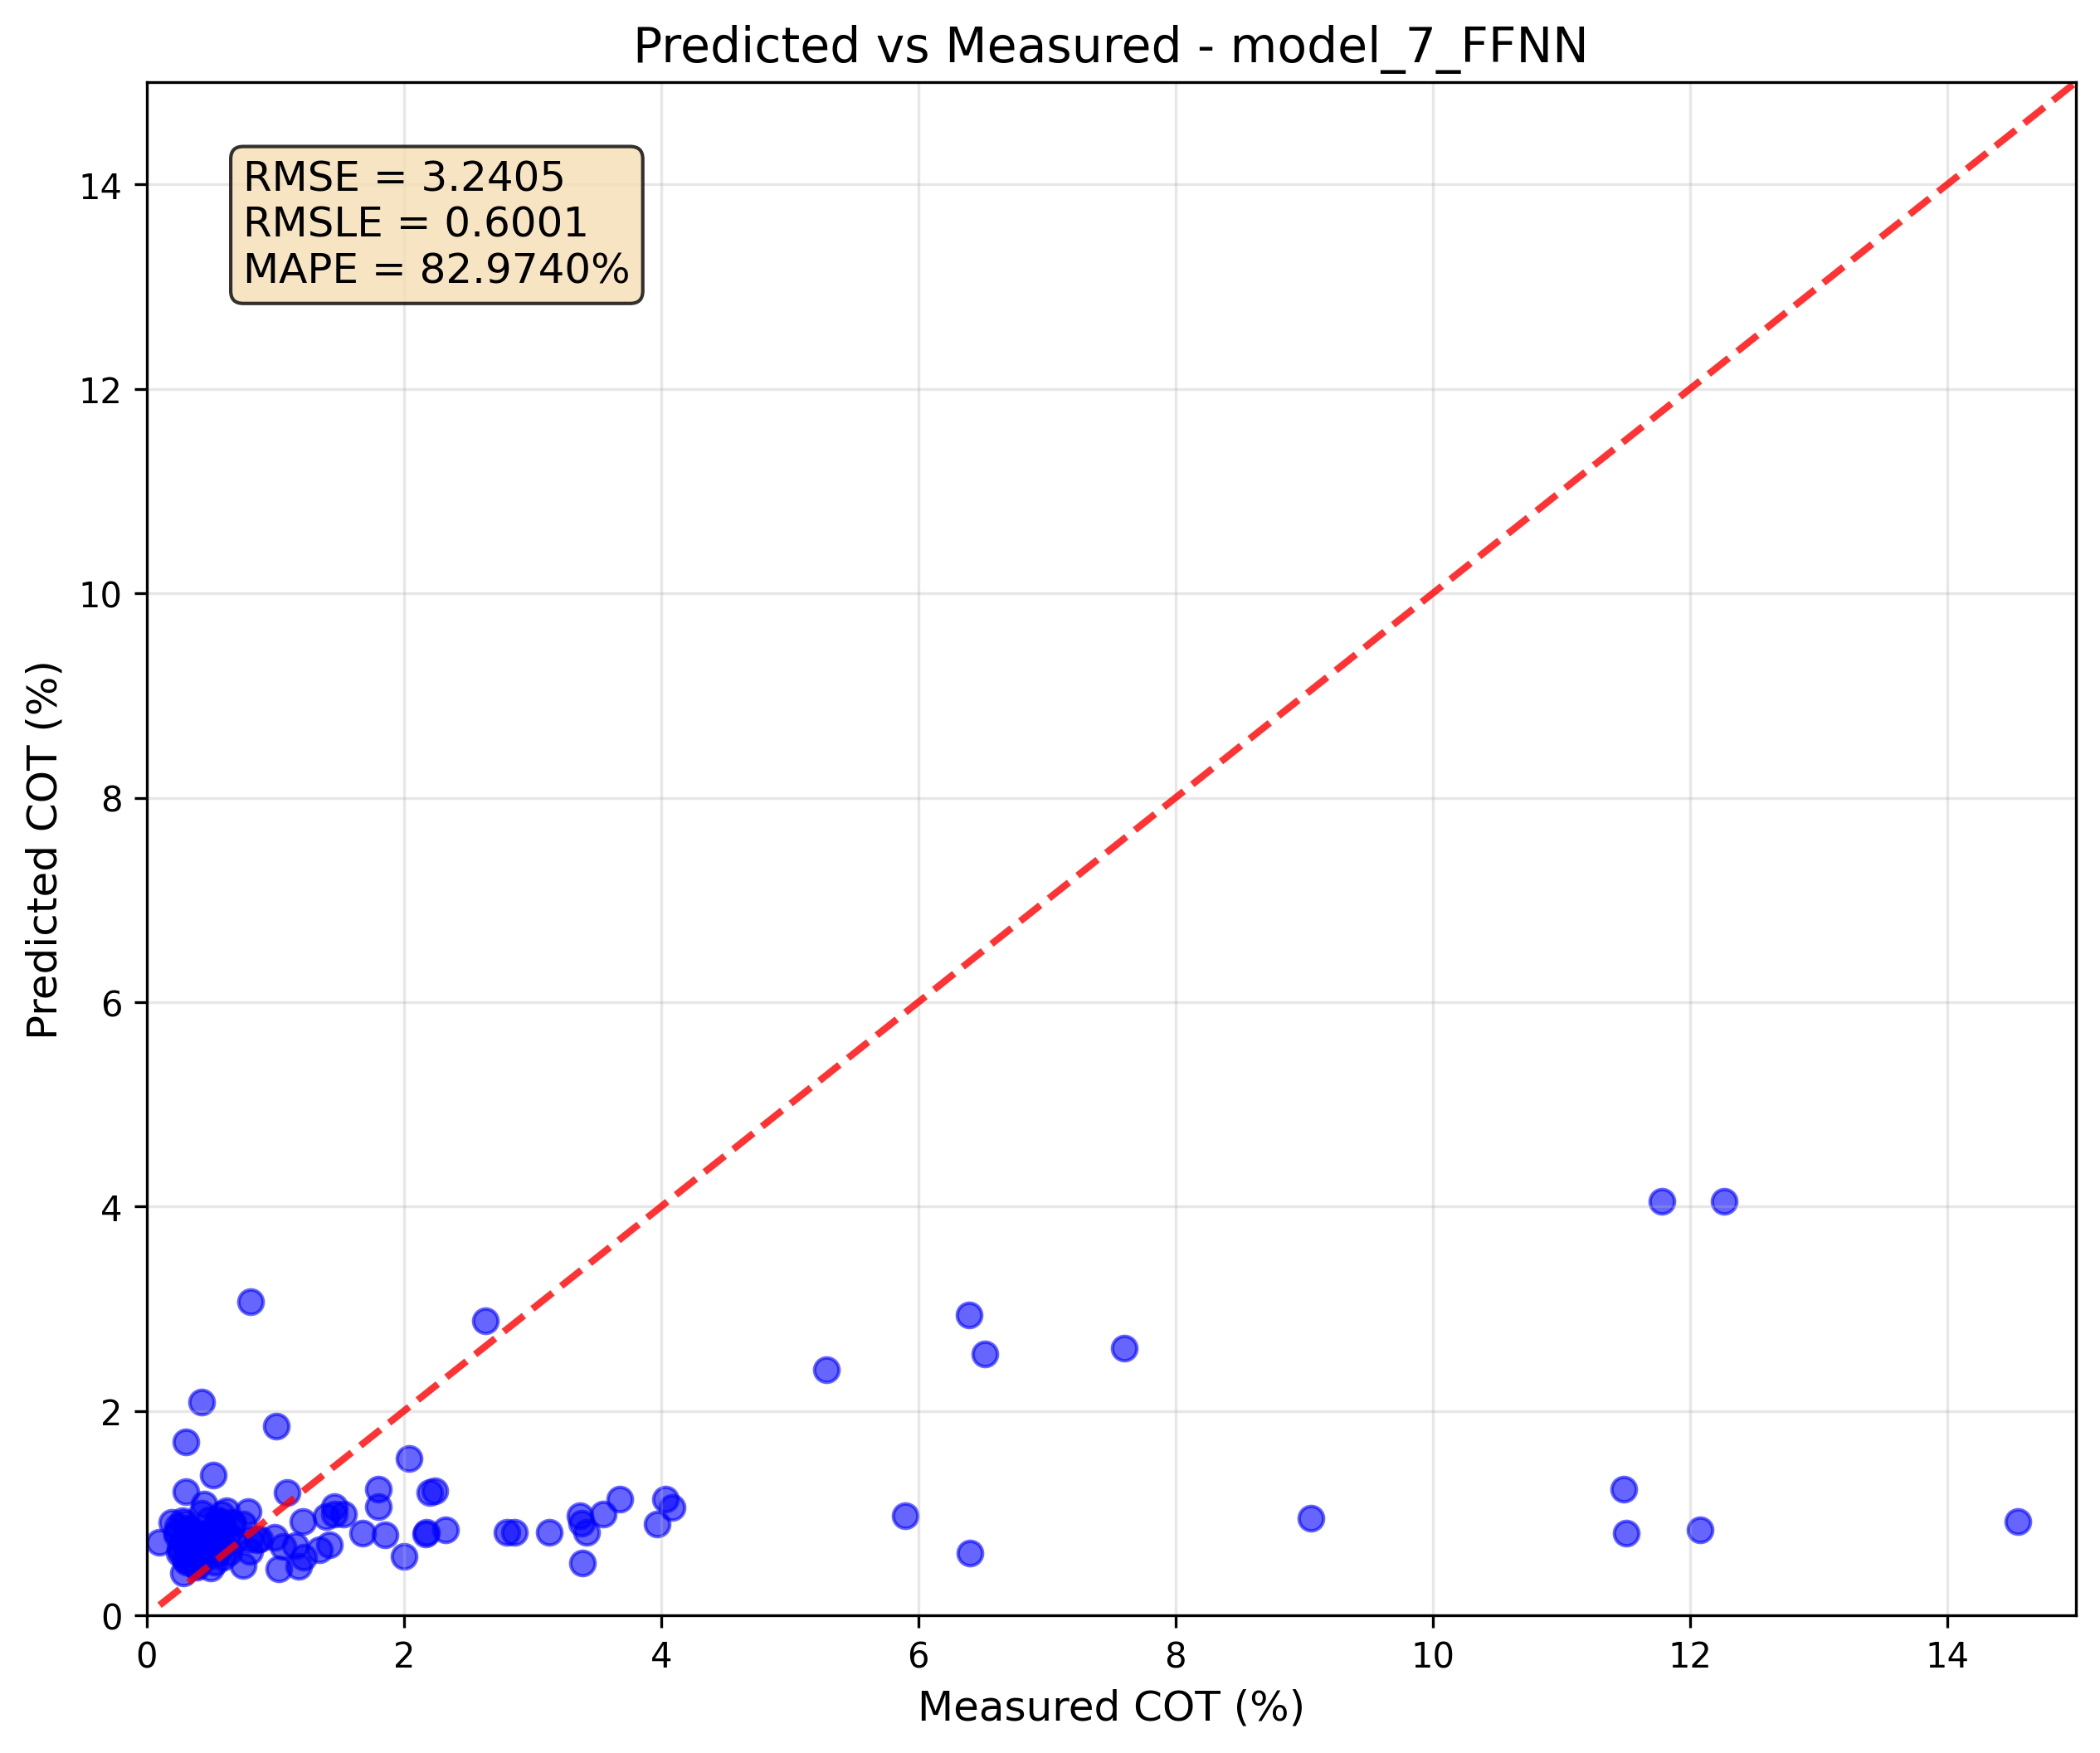 Predicted vs Measured - model_7_FFNN
RMSE = 3.2405
RMSLE = 0.6001
MAPE = 82.9740%
Predicted COT (%)
14
12
10
8
6
4
2
0
0 2 4 6 8 10 12 14
Measured COT (%)